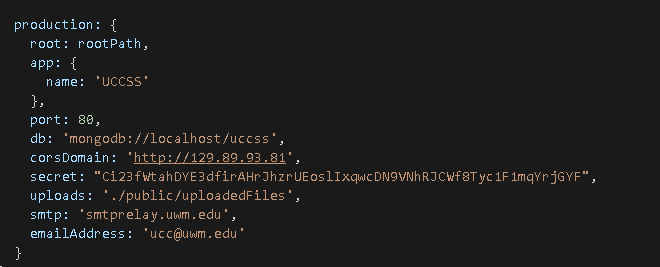 production: {
root: rootPath,
app: {
name: 'UCCSS'
},
port: 80,
db: 'mongodb://localhost/uccss',
corsDomain: 'http://129.89.93.81',
secret: "Ci23fWtahDYE3dfirAHrJhzrUEoslIxqwcDN9VNhRJCWf8Tyc1F1mqYrjGYF",
uploads: './public/uploadedFiles',
smtp: 'smtprelay.uwm.edu',
emailAddress: 'ucc@uwm.edu'
}